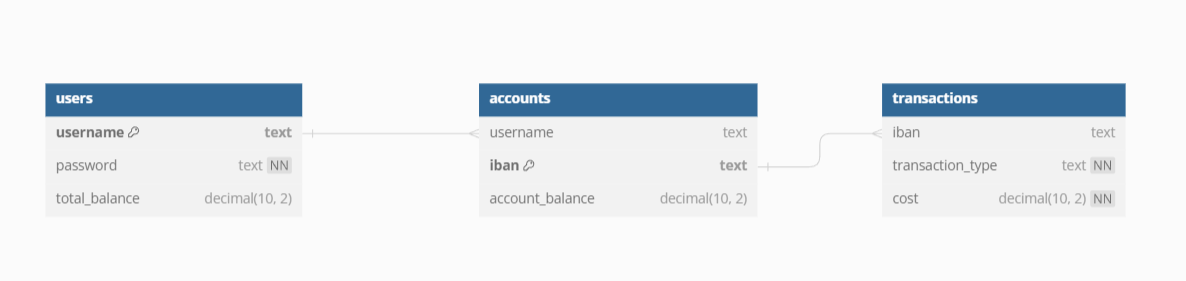 users
username text
password text NN
total_balance decimal(10, 2)
accounts
username text
iban text
account_balance decimal(10, 2)
transactions
iban text
transaction_type text NN
cost decimal(10, 2) NN